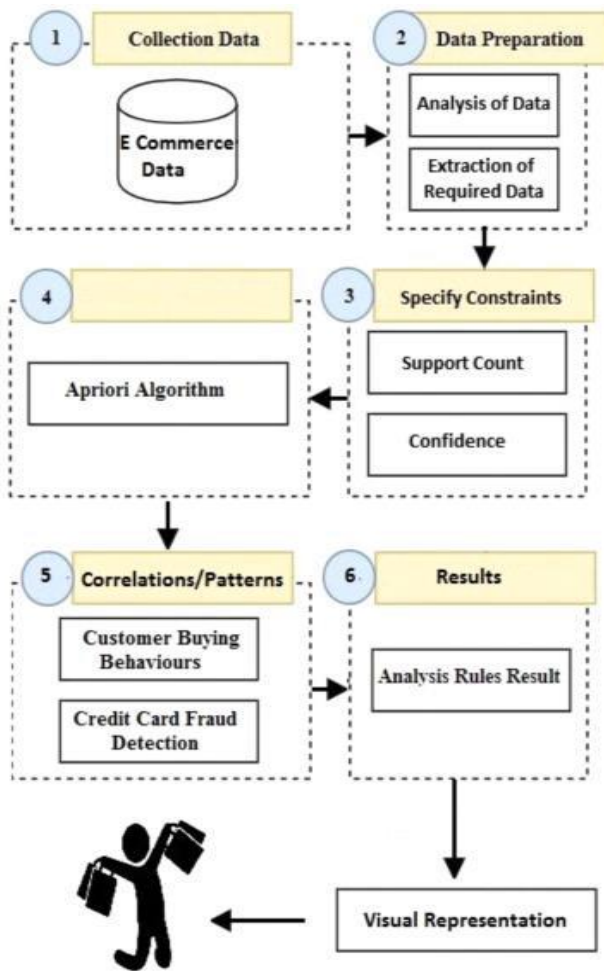 1
Collection Data
E Commerce
Data
2
Data Preparation
Analysis of Data
Extraction of
Required Data
3
Specify Constraints
Support Count
Confidence
4
Apriori Algorithm
5
Correlations/Patterns
Customer Buying
Behaviours
Credit Card Fraud
Detection
6
Results
Analysis Rules Result
Visual Representation